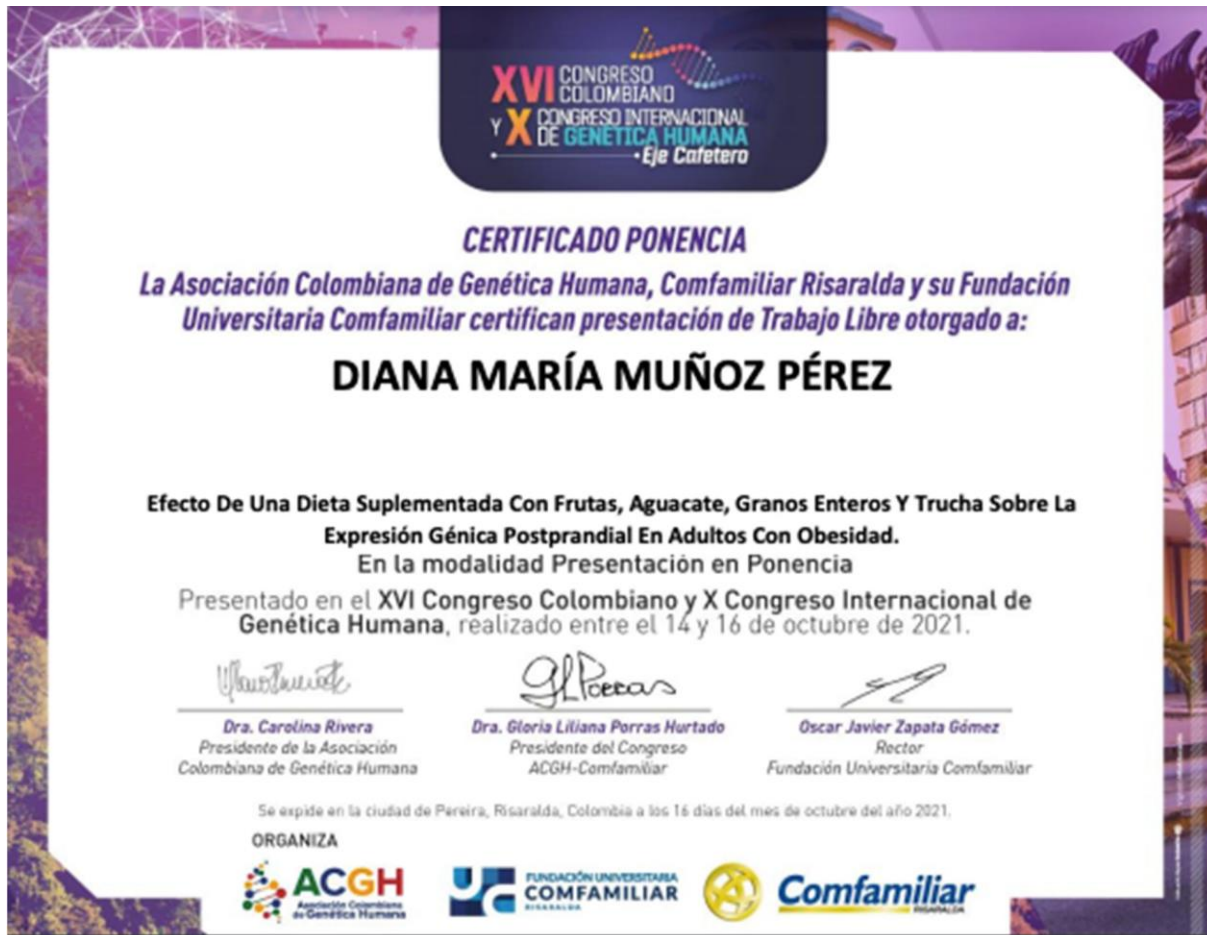 XVI CONGRESO
COLOMBIANO
Y X CONGRESO INTERNACIONAL
DE GENÉTICA HUMANA
Eje Cafetero
CERTIFICADO PONENCIA
La Asociación Colombiana de Genética Humana, Comfamiliar Risaralda y su Fundación
Universitaria Comfamiliar certifican presentación de Trabajo Libre otorgado a:
DIANA MARÍA MUÑOZ PÉREZ
Efecto De Una Dieta Suplementada Con Frutas, Aguacate, Granos Enteros Y Trucha Sobre La
Expresión Génica Postprandial En Adultos Con Obesidad.
En la modalidad Presentación en Ponencia
Presentado en el XVI Congreso Colombiano y X Congreso Internacional de
Genética Humana, realizado entre el 14 y 16 de octubre de 2021.
GLPorras
Dra. Carolina Rivera
Presidente de la Asociación
Colombiana de Genética Humana
Dra. Gloria Liliana Porras Hurtado
Presidente del Congreso
ACGH-Comfamiliar
Oscar Javier Zapata Gómez
Rector
Fundación Universitaria Comfamiliar
Se expide en la ciudad de Pereira, Risaralda, Colombia a los 16 días del mes de octubre del año 2021.
ORGANIZA
ACGH
Asociación Colombiana
de Genética Humana
FUNDACIÓN UNIVERSITARIA
COMFAMILIAR
RISARALDA
Comfamiliar
RISARALDA